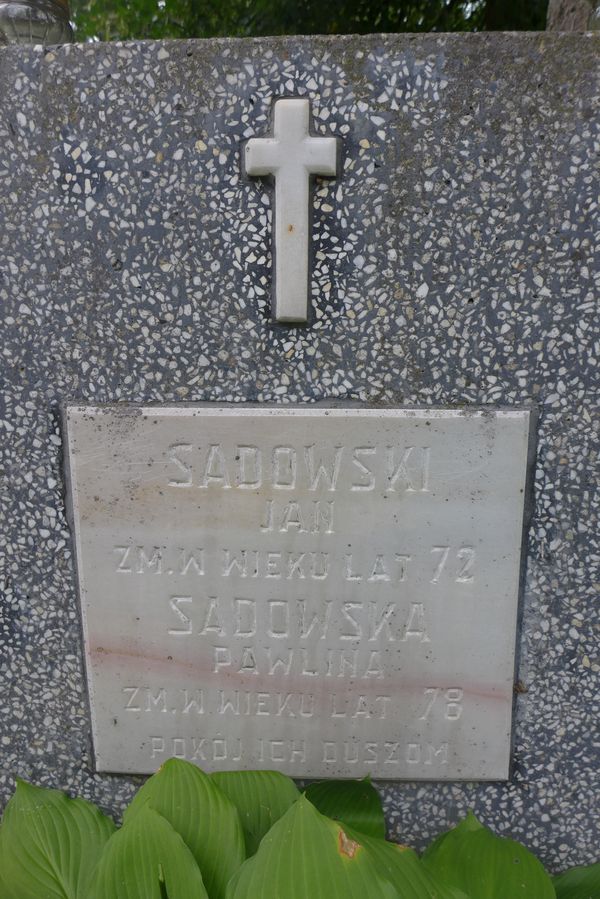 SADOWSKI
JAN
ZM.W WIEKU LAT 72
SADOWSKA
PAWLINA
ZM.W WIEKU LAT 78
POKÓJ ICH DUSZOM